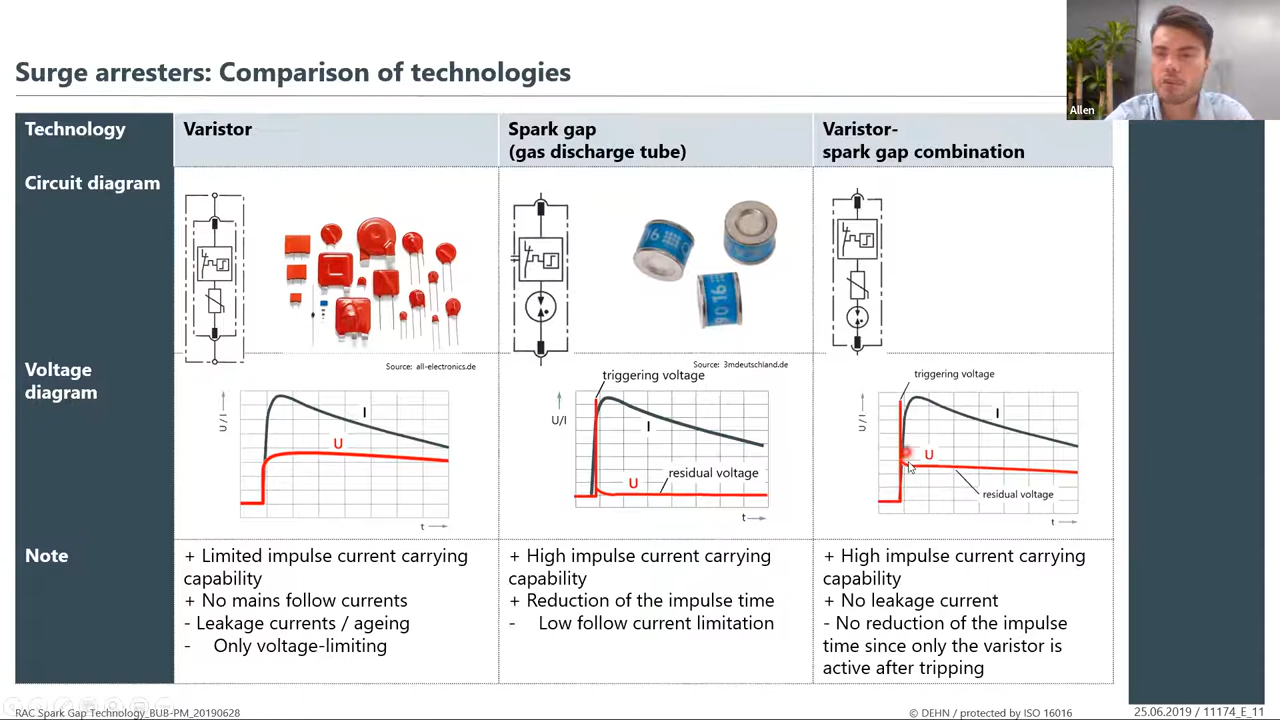 Surge arresters: Comparison of technologies
Allen
Technology
Varistor
Spark gap
(gas discharge tube)
Varistor-
spark gap combination
Circuit diagram
Source: all-electronics.de
Source: 3mdeutschland.de
Voltage
diagram
U/I
I
U
t
triggering voltage
U/I
I
residual voltage
U
t
triggering voltage
U/I
I
U
residual voltage
t
Note
+ Limited impulse current carrying
capability
+ No mains follow currents
- Leakage currents / ageing
- Only voltage-limiting
+ High impulse current carrying
capability
+ Reduction of the impulse time
- Low follow current limitation
+ High impulse current carrying
capability
+ No leakage current
- No reduction of the impulse
time since only the varistor is
active after tripping
RAC Spark Gap Technology_BUB-PM_20190628
© DEHN / protected by ISO 16016
25.06.2019 / 11174_E_11